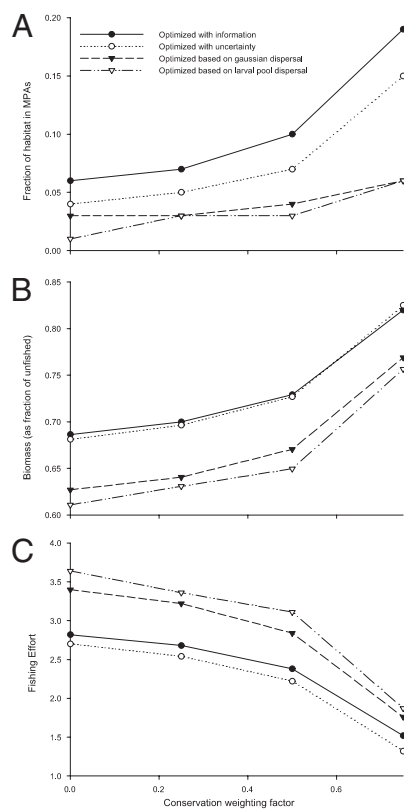 A
0.20
Optimized with information
Optimized with uncertainty
Optimized based on gaussian dispersal
Optimized based on larval pool dispersal
0.15
0.10
0.05
0.00
Fraction of habitat in MPAs
B
0.85
0.80
0.75
0.70
0.65
0.60
Biomass (as fraction of unfished)
C
4.0
3.5
3.0
2.5
2.0
1.5
1.0
Fishing Effort
0.0 0.2 0.4 0.6
Conservation weighting factor